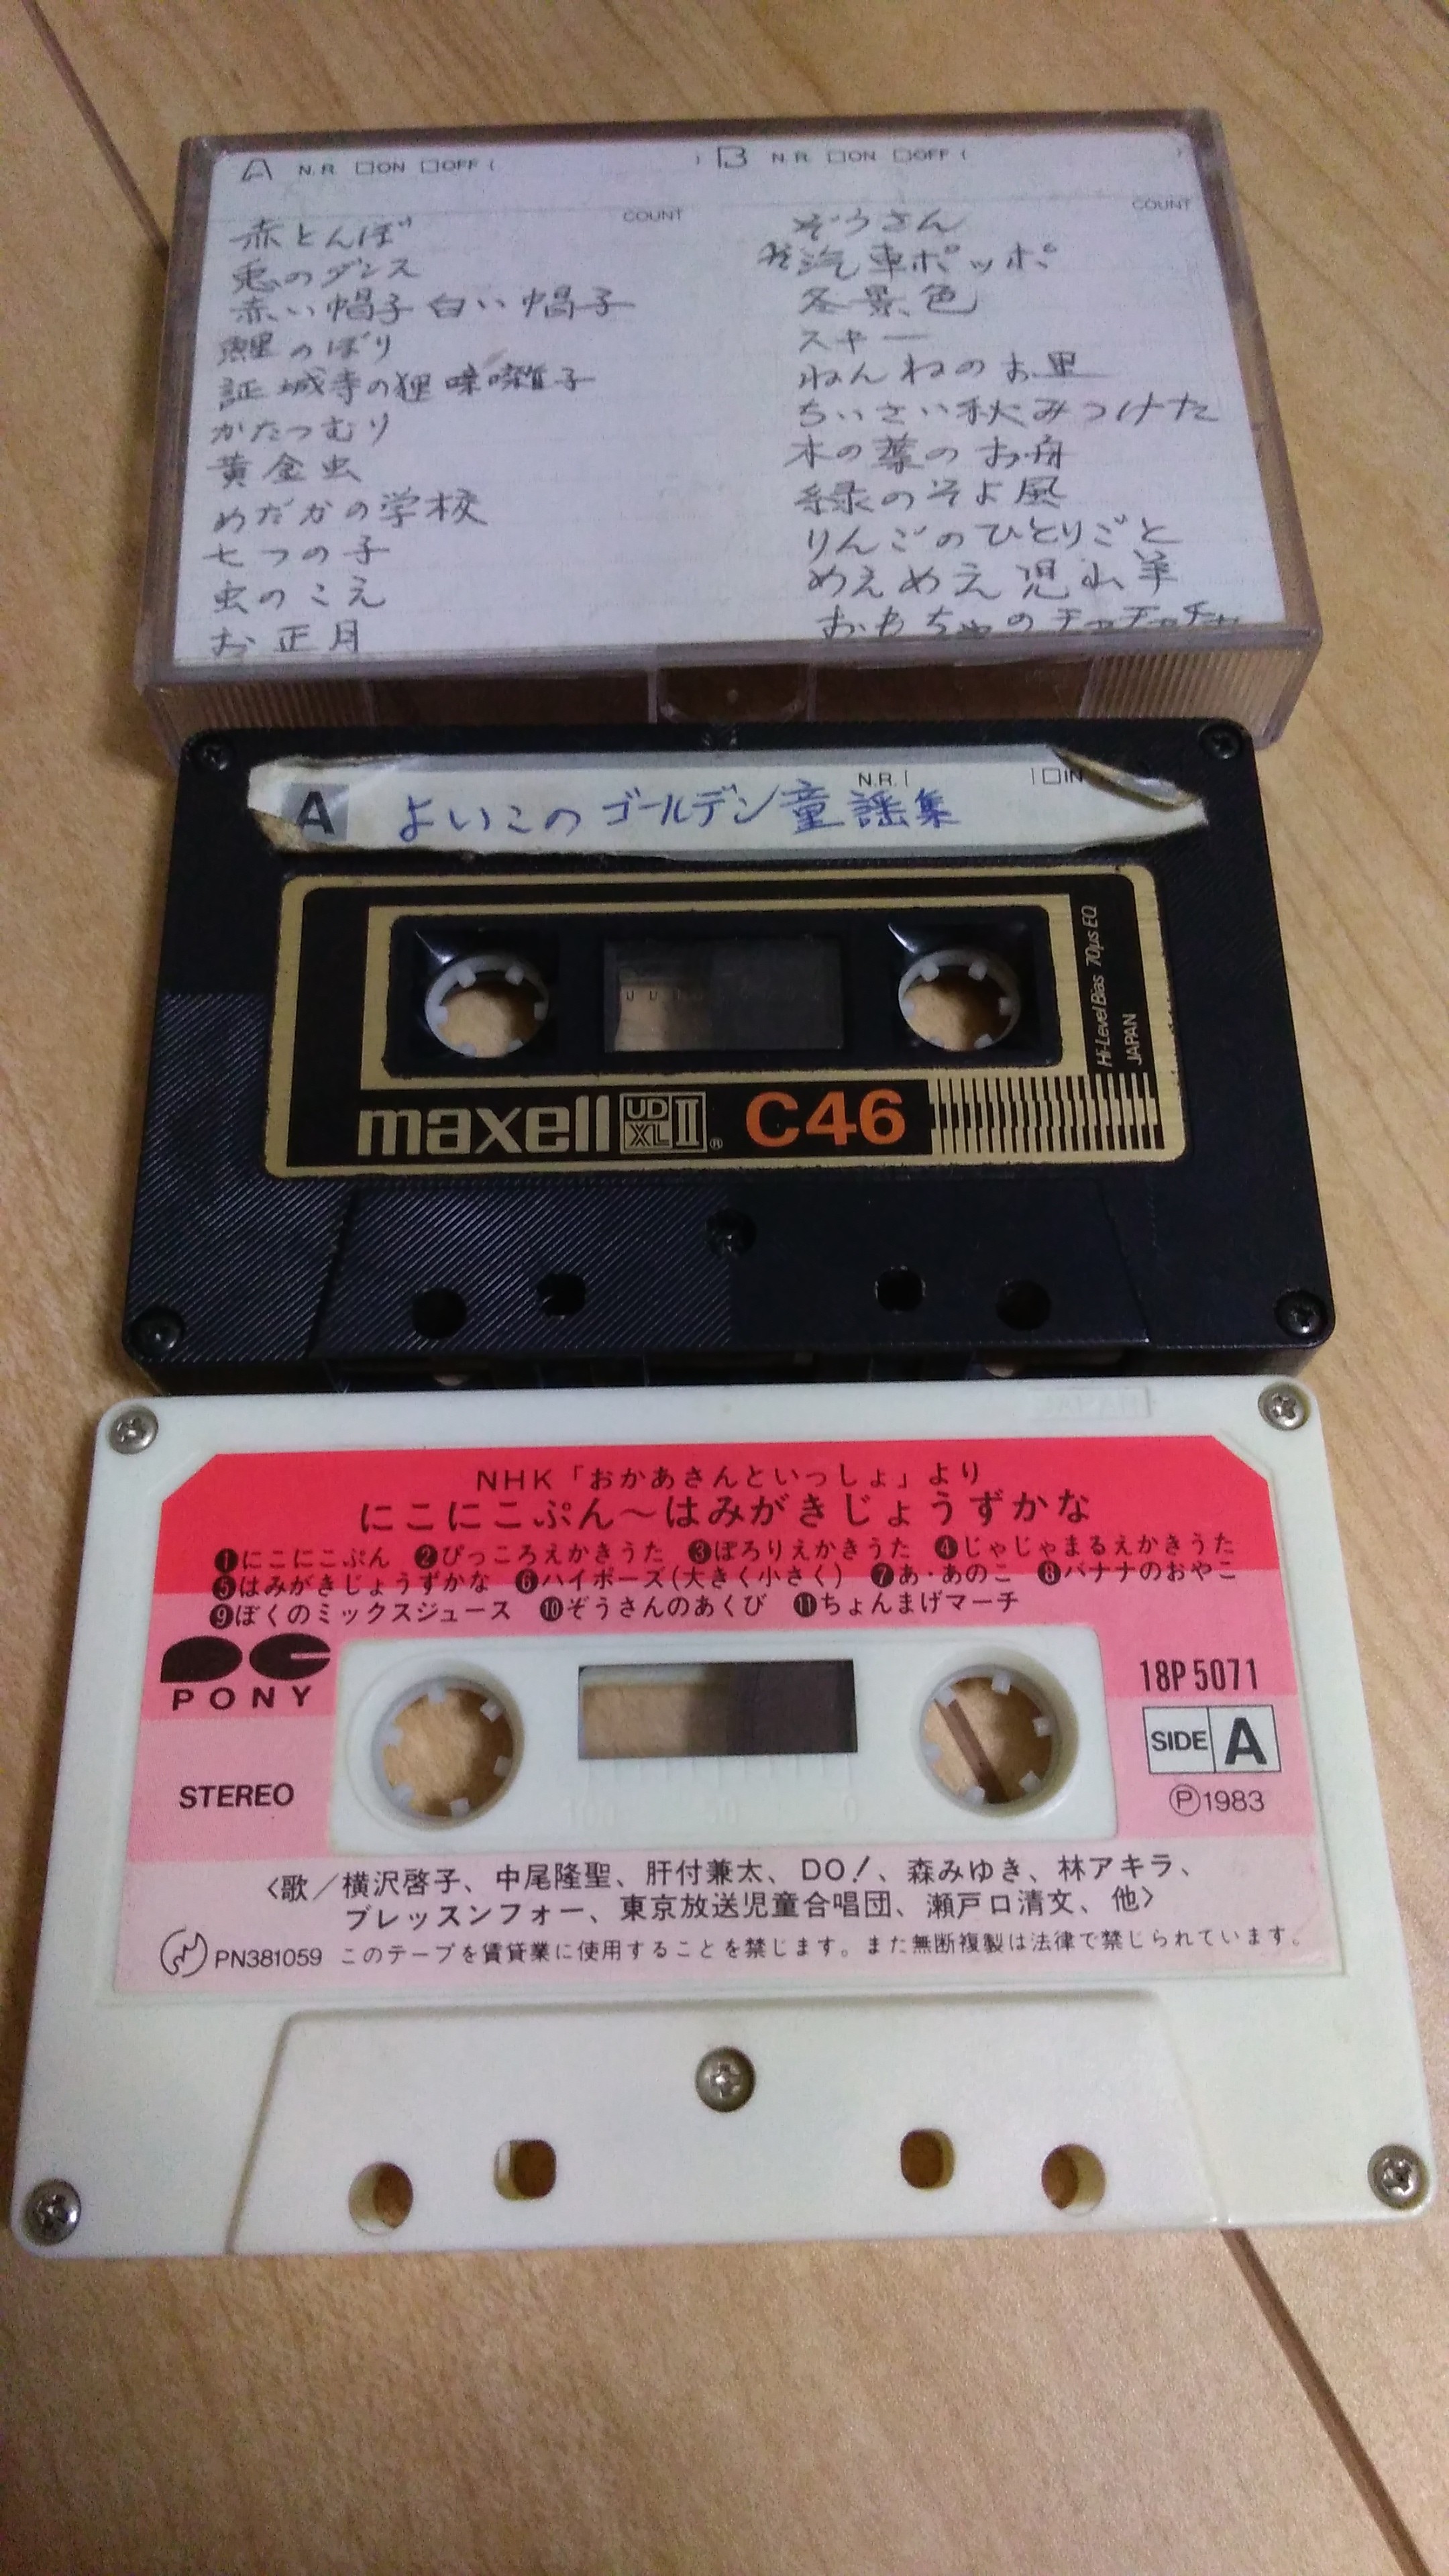 A N.R. □ON □OFF ( )
COUNT
赤とんぼ
兎のダンス
赤い帽子白い帽子
鯉のぼり
証城寺の狸囃子
かたつむり
黄金虫
めだかの学校
七つの子
虫のこえ
お正月
B N.R. □ON □OFF ( )
COUNT
ぞうさん
汽車ポッポ
冬景色
スキー
ねんねのお里
ちいさい秋みつけた
木の葉のお舟
緑のそよ風
りんごのひとりごと
めえめえ児山羊
おもちゃのチャチャチャ
A よいこのゴールデン童謡集
N.R. □IN
Hi-Level Bias 70μs EQ
JAPAN
maxell UD XL II ® C46
NHK「おかあさんといっしょ」より
にこにこぷん〜はみがきじょうずかな
❶にこにこぷん ❷ぴっころえかきうた ❸ぽろりえかきうた ❹じゃじゃまるえかきうた
❺はみがきじょうずかな ❻ハイポーズ(大きく小さく) ❼あ・あのこ ❽バナナのおやこ
❾ぼくのミックスジュース ❿ぞうさんのあくび ⓫ちょんまげマーチ
PONY
18P5071
SIDE A
STEREO
Ⓟ1983
100 50 0
〈歌／横沢啓子、中尾隆聖、肝付兼太、DO!、森みゆき、林アキラ、
ブレッスンフォー、東京放送児童合唱団、瀬戸口清文、他〉
PN381059 このテープを賃貸業に使用することを禁じます。また無断複製は法律で禁じられています。